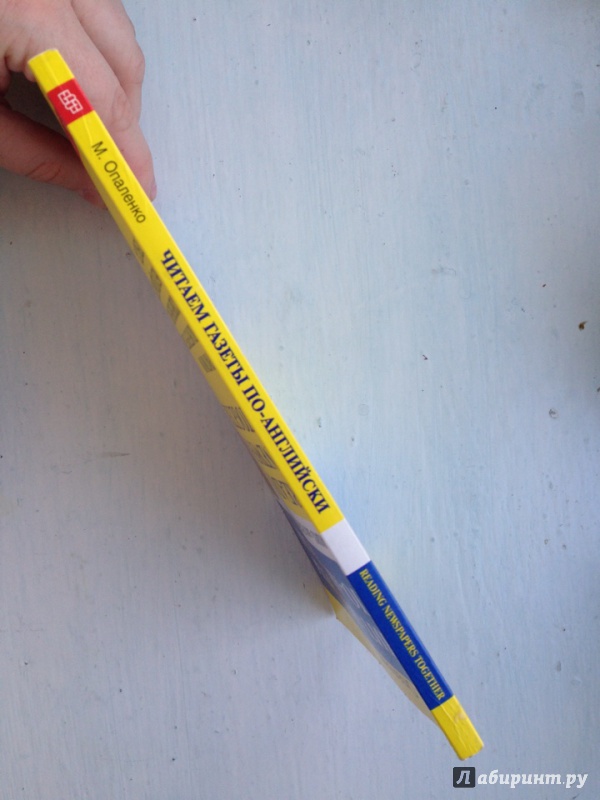 М. Опаленко
ЧИТАЕМ ГАЗЕТЫ ПО-АНГЛИЙСКИ
READING NEWSPAPERS TOGETHER
Лабиринт.ру